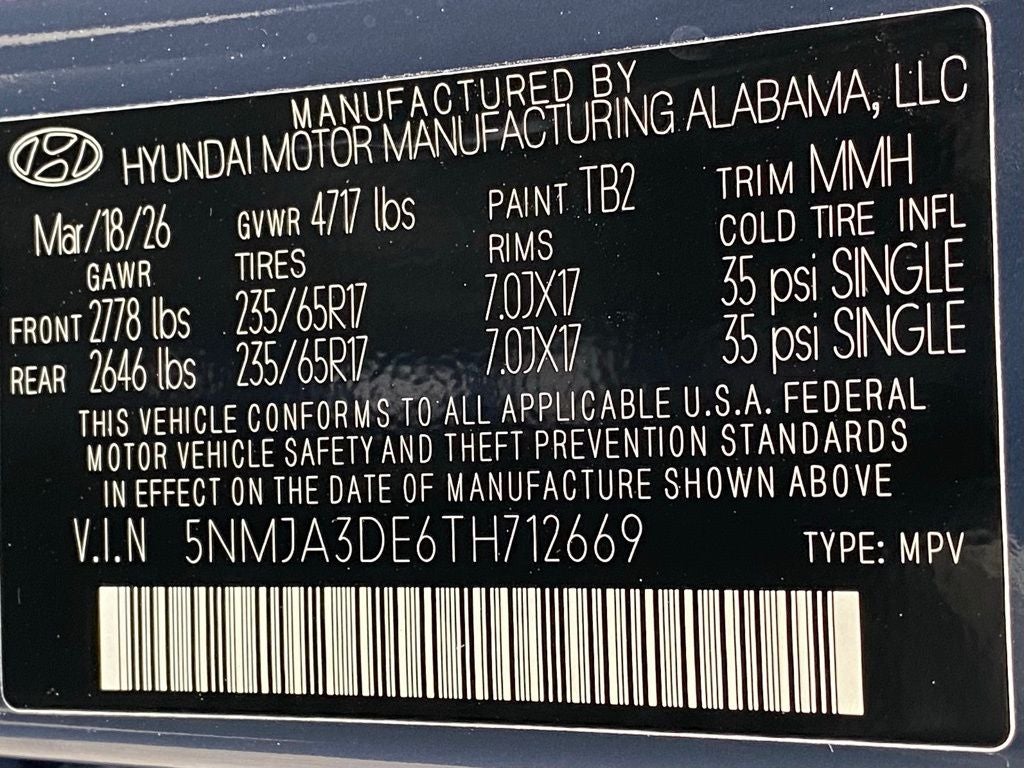 MANUFACTURED BY
HYUNDAI MOTOR MANUFACTURING ALABAMA, LLC
Mar/18/26 GVWR 4717 lbs PAINT TB2 TRIM MMH
GAWR TIRES RIMS COLD TIRE INFL
FRONT 2778 lbs 235/65R17 7.0JX17 35 psi SINGLE
REAR 2646 lbs 235/65R17 7.0JX17 35 psi SINGLE
THIS VEHICLE CONFORMS TO ALL APPLICABLE U.S.A. FEDERAL
MOTOR VEHICLE SAFETY AND THEFT PREVENTION STANDARDS
IN EFFECT ON THE DATE OF MANUFACTURE SHOWN ABOVE
V.I.N 5NMJA3DE6TH712669 TYPE: MPV